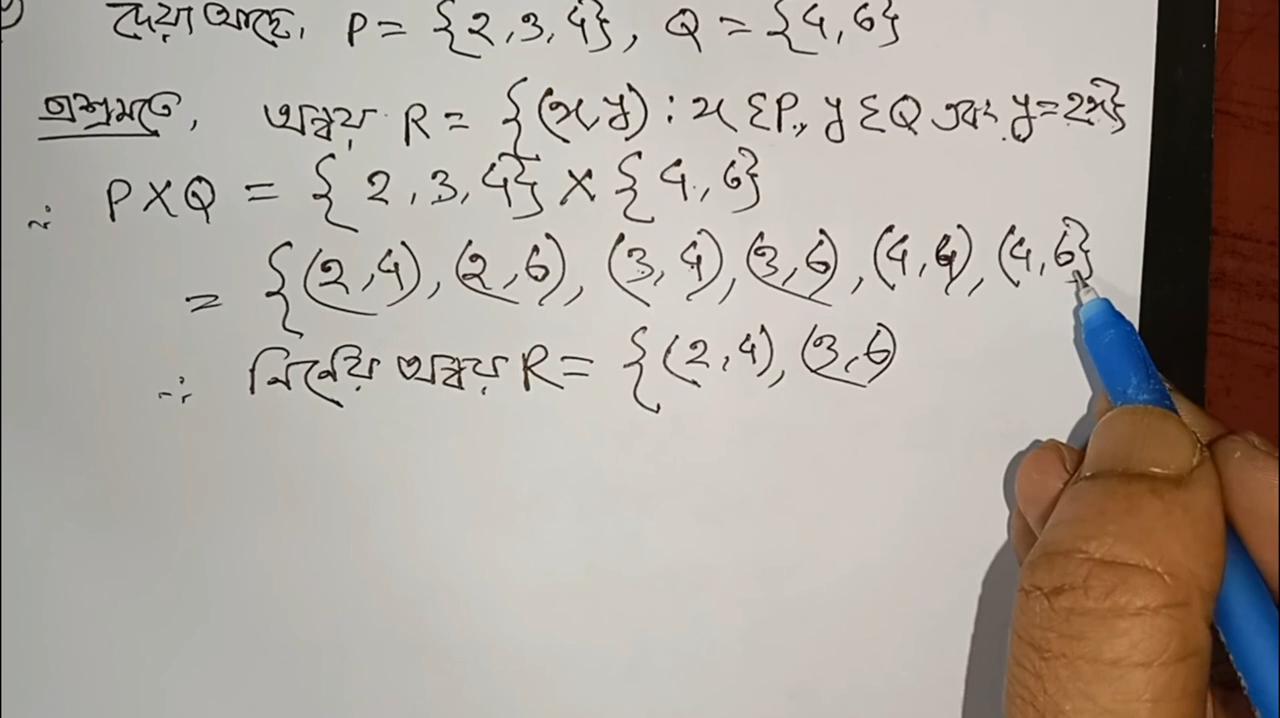 দেয়া আছে, P = {2,3,4}, Q = {4,6}
প্রশ্নমতে, অন্বয় R = {(x,y) : x ∈ P, y ∈ Q এবং y = 2x}
∴ P×Q = {2,3,4} × {4,6}
= {(2,4), (2,6), (3,4), (3,6), (4,4), (4,6}
∴ নির্ণেয় অন্বয় R = {(2,4), (3,6)